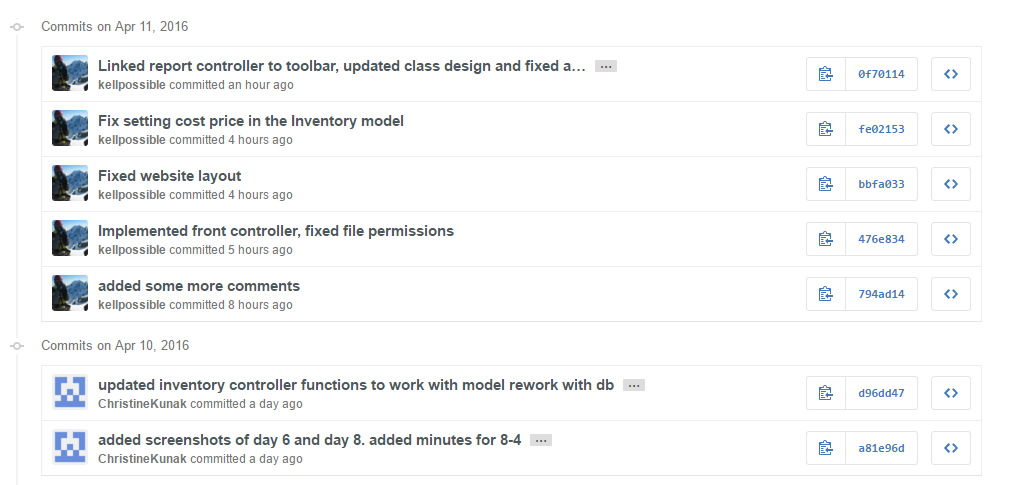 Commits on Apr 11, 2016
Linked report controller to toolbar, updated class design and fixed a… …
kellpossible committed an hour ago
0f70114
Fix setting cost price in the Inventory model
kellpossible committed 4 hours ago
fe02153
Fixed website layout
kellpossible committed 4 hours ago
bbfa033
Implemented front controller, fixed file permissions
kellpossible committed 5 hours ago
476e834
added some more comments
kellpossible committed 8 hours ago
794ad14
Commits on Apr 10, 2016
updated inventory controller functions to work with model rework with db …
ChristineKunak committed a day ago
d96dd47
added screenshots of day 6 and day 8. added minutes for 8-4 …
ChristineKunak committed a day ago
a81e96d